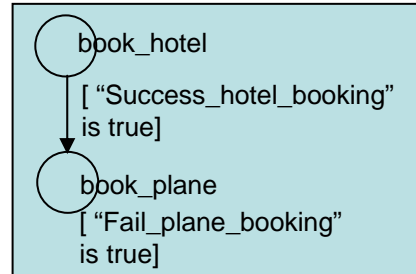 book_hotel
[ “Success_hotel_booking”
is true]
book_plane
[ “Fail_plane_booking”
is true]